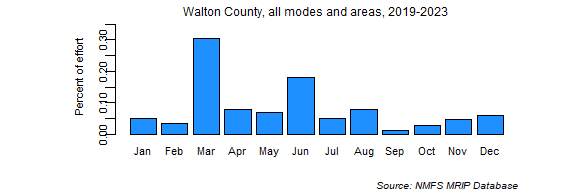 Walton County, all modes and areas, 2019-2023
Percent of effort
0.30
0.20
0.10
0.00
Jan Feb Mar Apr May Jun Jul Aug Sep Oct Nov Dec
Source: NMFS MRIP Database